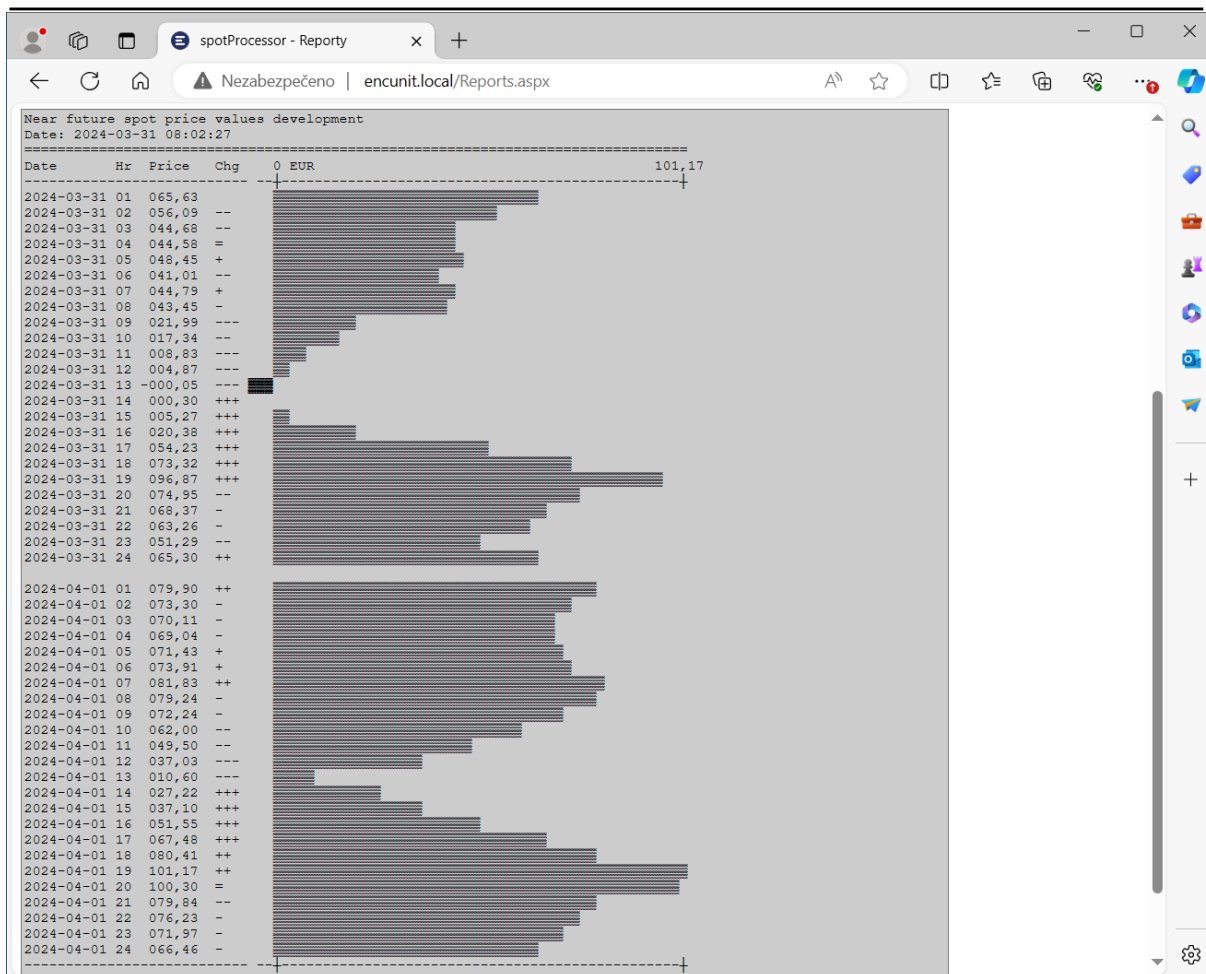 spotProcessor - Reporty
Nezabezpečeno | encunit.local/Reports.aspx
Near future spot price values development
Date: 2024-03-31 08:02:27
Date Hr Price Chg 0 EUR 101,17
2024-03-31 01 065,63
2024-03-31 02 056,09 --
2024-03-31 03 044,68 --
2024-03-31 04 044,58 =
2024-03-31 05 048,45 +
2024-03-31 06 041,01 --
2024-03-31 07 044,79 +
2024-03-31 08 043,45 -
2024-03-31 09 021,99 ---
2024-03-31 10 017,34 --
2024-03-31 11 008,83 ---
2024-03-31 12 004,87 ---
2024-03-31 13 -000,05 ---
2024-03-31 14 000,30 +++
2024-03-31 15 005,27 +++
2024-03-31 16 020,38 +++
2024-03-31 17 054,23 +++
2024-03-31 18 073,32 +++
2024-03-31 19 096,87 +++
2024-03-31 20 074,95 --
2024-03-31 21 068,37 -
2024-03-31 22 063,26 -
2024-03-31 23 051,29 --
2024-03-31 24 065,30 ++
2024-04-01 01 079,90 ++
2024-04-01 02 073,30 -
2024-04-01 03 070,11 -
2024-04-01 04 069,04 -
2024-04-01 05 071,43 +
2024-04-01 06 073,91 +
2024-04-01 07 081,83 ++
2024-04-01 08 079,24 -
2024-04-01 09 072,24 -
2024-04-01 10 062,00 --
2024-04-01 11 049,50 --
2024-04-01 12 037,03 ---
2024-04-01 13 010,60 ---
2024-04-01 14 027,22 +++
2024-04-01 15 037,10 +++
2024-04-01 16 051,55 +++
2024-04-01 17 067,48 +++
2024-04-01 18 080,41 ++
2024-04-01 19 101,17 ++
2024-04-01 20 100,30 =
2024-04-01 21 079,84 --
2024-04-01 22 076,23 -
2024-04-01 23 071,97 -
2024-04-01 24 066,46 -